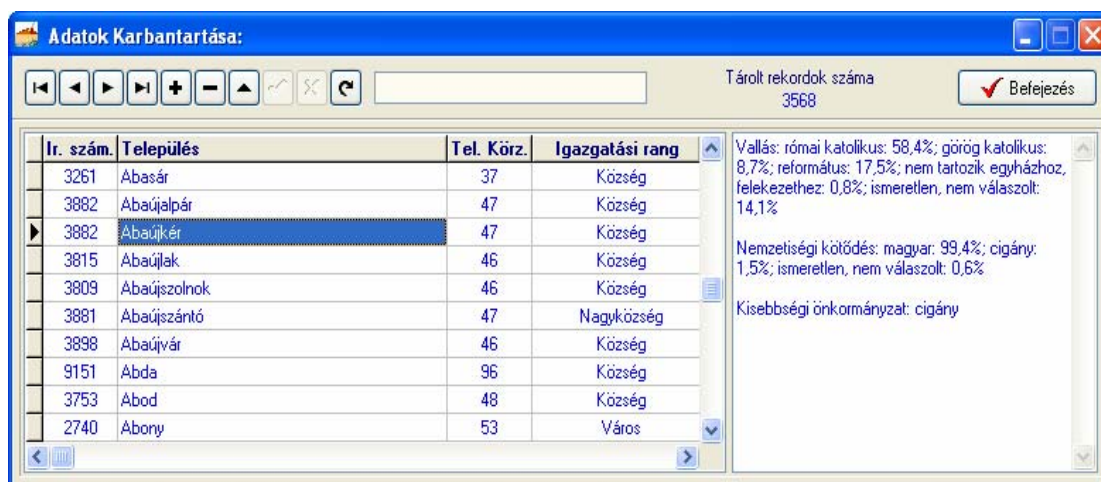 Adatok Karbantartása:
Tárolt rekordok száma
3568
Befejezés
Ir. szám. Település Tel. Körz. Igazgatási rang
3261 Abasár 37 Község
3882 Abaújalpár 47 Község
3882 Abaújkér 47 Község
3815 Abaújlak 46 Község
3809 Abaújszolnok 46 Község
3881 Abaújszántó 47 Nagyközség
3898 Abaújvár 46 Község
9151 Abda 96 Község
3753 Abod 48 Község
2740 Abony 53 Város
Vallás: római katolikus: 58,4%; görög katolikus:
8,7%; református: 17,5%; nem tartozik egyházhoz,
felekezethez: 0,8%; ismeretlen, nem válaszolt:
14,1%
Nemzetiségi kötődés: magyar: 99,4%; cigány:
1,5%; ismeretlen, nem válaszolt: 0,6%
Kisebbségi önkormányzat: cigány